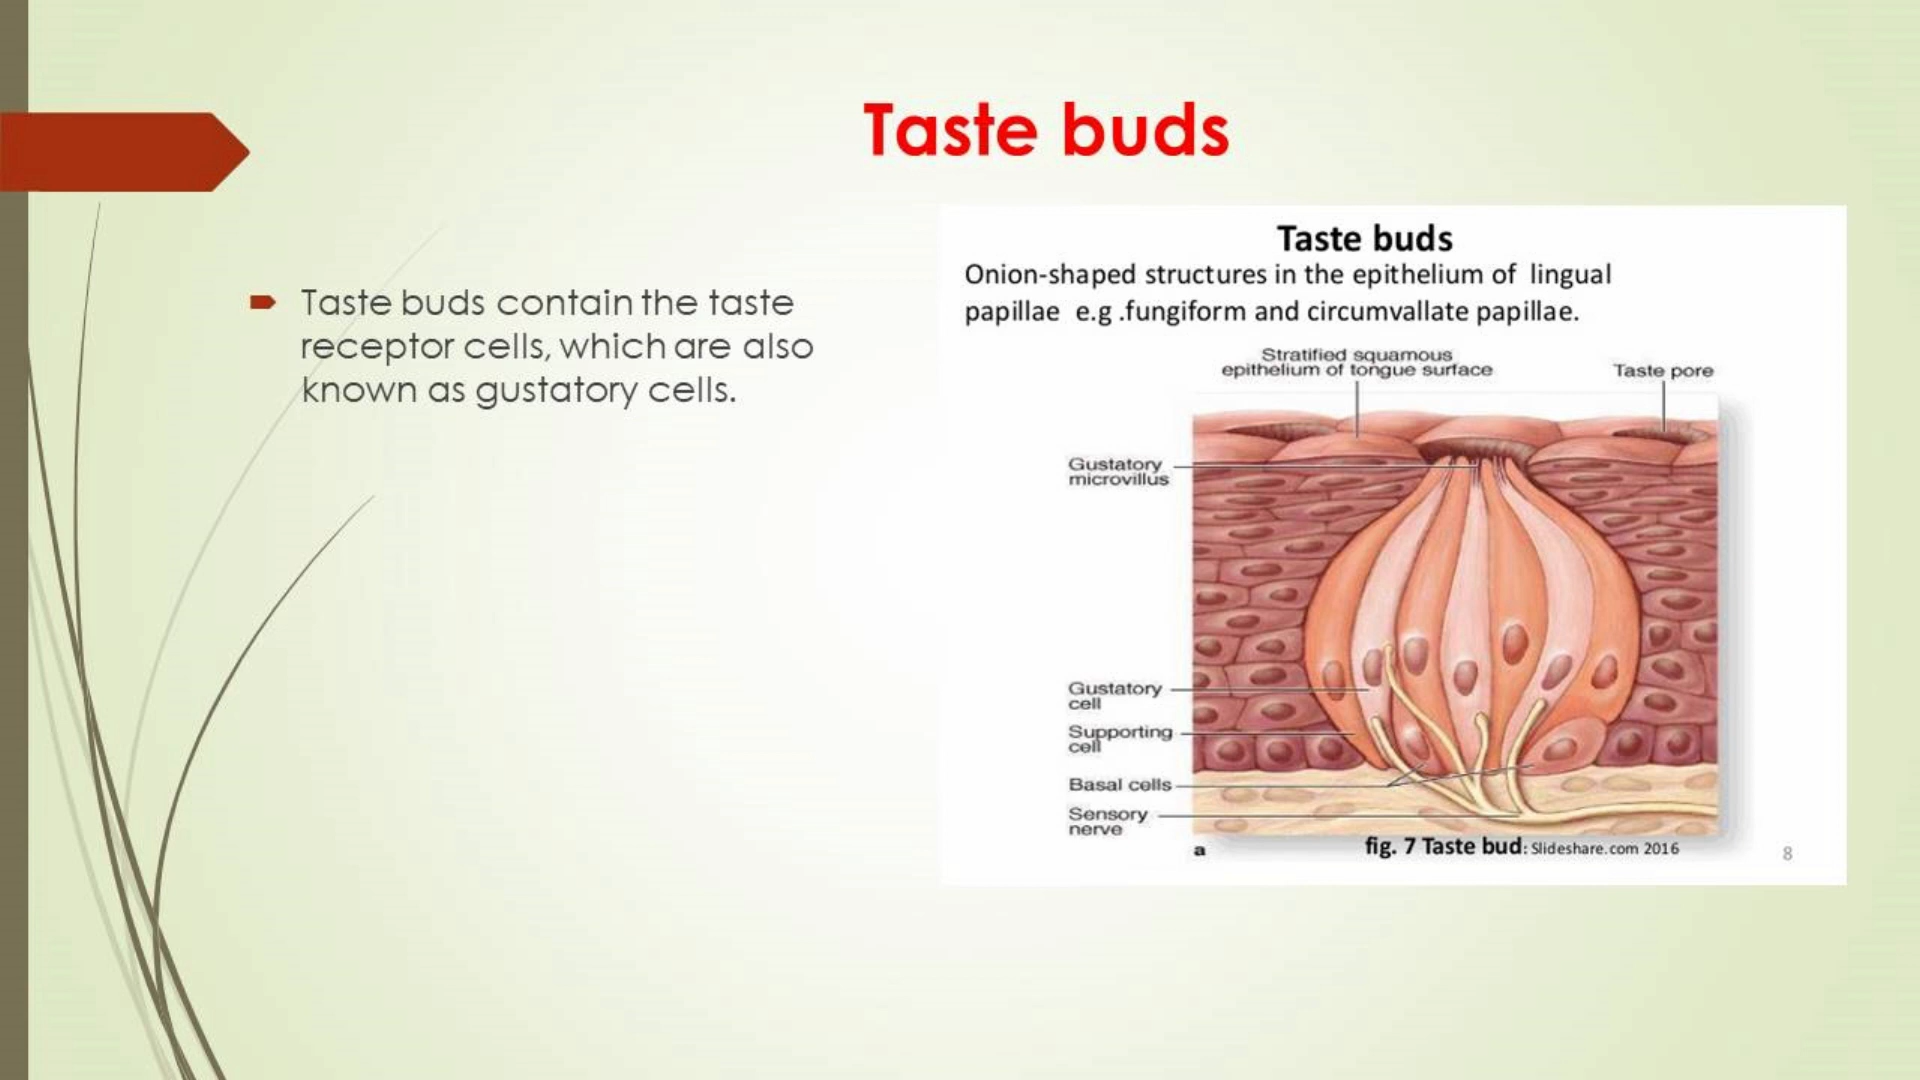 Taste buds
Taste buds contain the taste
receptor cells, which are also
known as gustatory cells.
Taste buds
Onion-shaped structures in the epithelium of lingual
papillae e.g .fungiform and circumvallate papillae.
Stratified squamous
epithelium of tongue surface
Taste pore
Gustatory
microvillus
Gustatory
cell
Supporting
cell
Basal cells
Sensory
nerve
a
fig. 7 Taste bud: Slideshare.com 2016
8